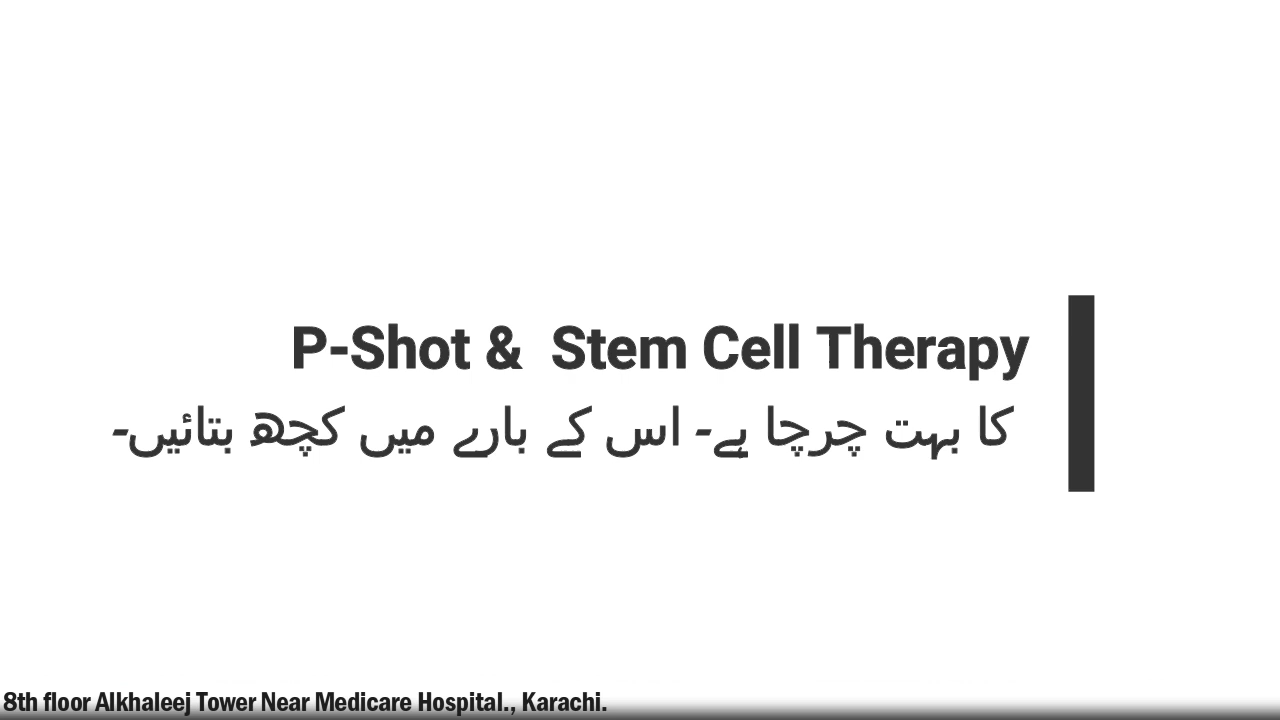 P-Shot &  Stem Cell Therapy
کا بہت چرچا ہے۔ اس کے بارے میں کچھ بتائیں۔
8th floor Alkhaleej Tower Near Medicare Hospital., Karachi.